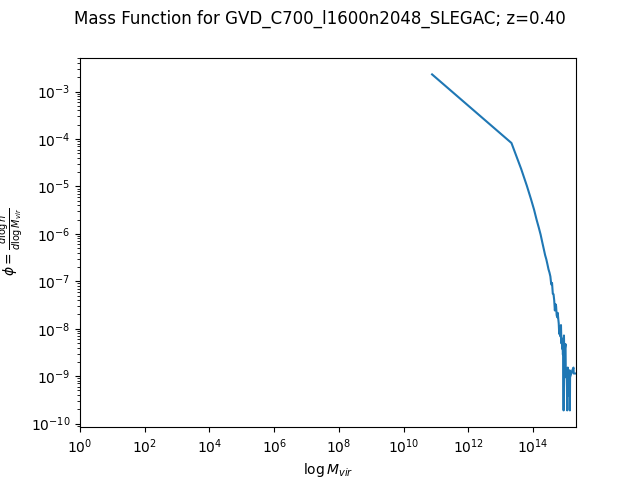 Mass Function for GVD_C700_l1600n2048_SLEGAC; z=0.40
10⁻³
10⁻⁴
10⁻⁵
10⁻⁶
10⁻⁷
10⁻⁸
10⁻⁹
10⁻¹⁰
ϕ = dlog n / dlog M_vir
10⁰ 10² 10⁴ 10⁶ 10⁸ 10¹⁰ 10¹² 10¹⁴
log M_vir